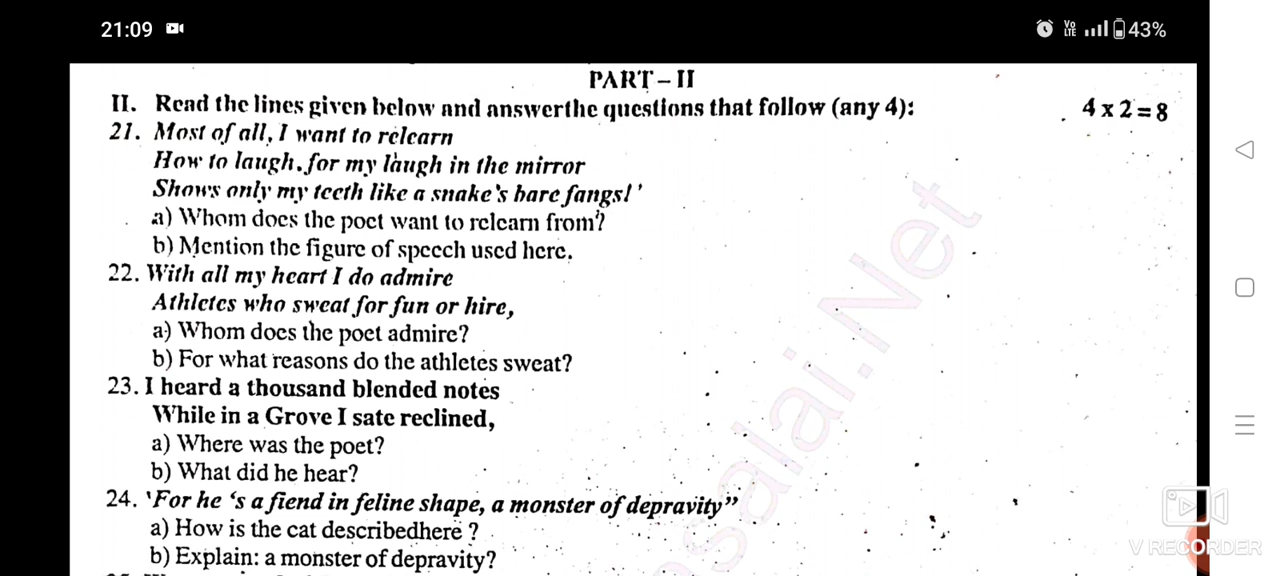 21:09
Vo LTE 43%
PART – II
II. Read the lines given below and answerthe questions that follow (any 4): 4 x 2 = 8
21. Most of all, I want to relearn
How to laugh, for my laugh in the mirror
Shows only my teeth like a snake's bare fangs!'
a) Whom does the poet want to relearn from?
b) Mention the figure of speech used here.
22. With all my heart I do admire
Athletes who sweat for fun or hire,
a) Whom does the poet admire?
b) For what reasons do the athletes sweat?
23. I heard a thousand blended notes
While in a Grove I sate reclined,
a) Where was the poet?
b) What did he hear?
24. 'For he 's a fiend in feline shape, a monster of depravity”
a) How is the cat describedhere ?
b) Explain: a monster of depravity?
salai.Net
V RECORDER